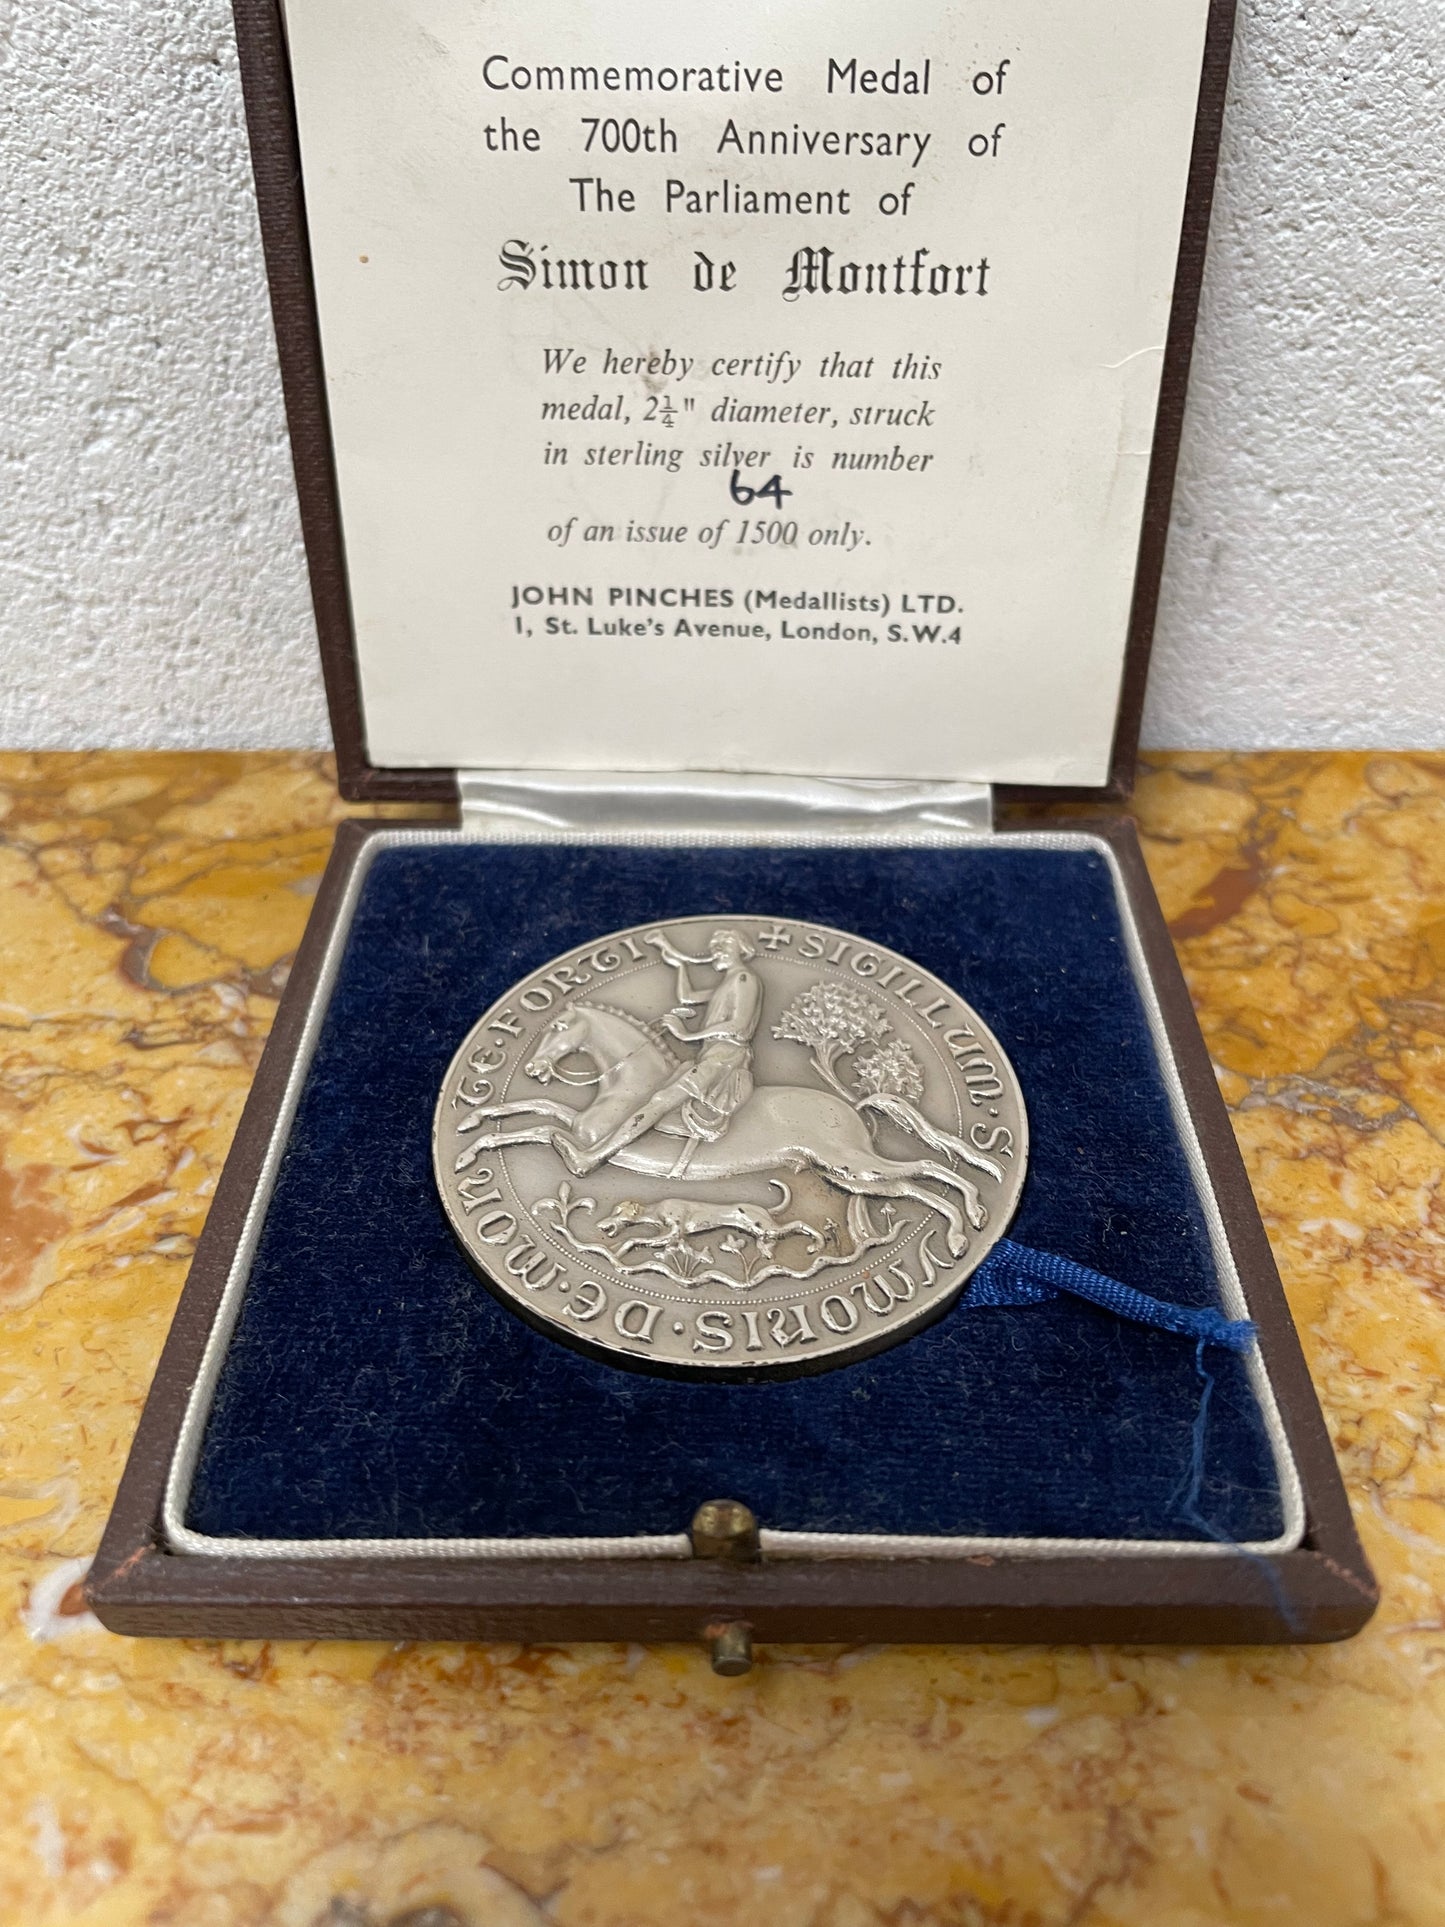 Commemorative Medal of
the 700th Anniversary of
The Parliament of
Simon de Montfort
We hereby certify that this
medal, 2¼" diameter, struck
in sterling silver is number
64
of an issue of 1500 only.
JOHN PINCHES (Medallists) LTD.
1, St. Luke's Avenue, London, S.W.4
✠ SIGILLUM · SYMONIS · DE · MONTE · FORTI